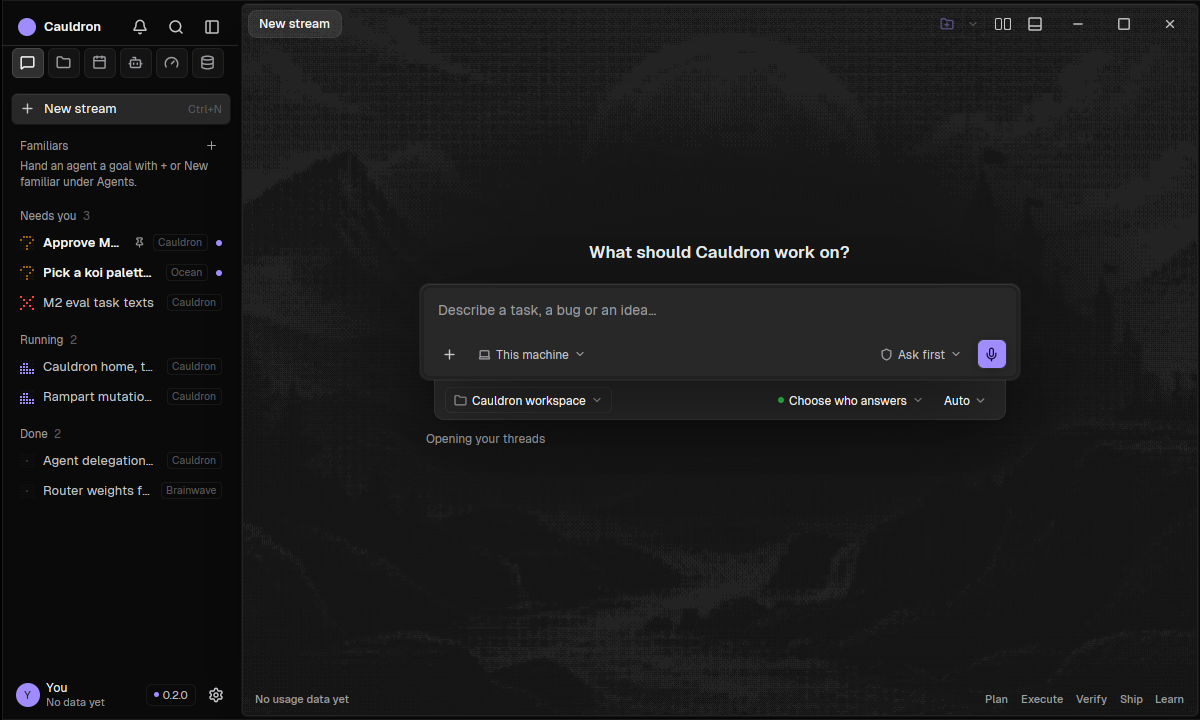 Cauldron
New stream
New stream Ctrl+N
Familiars
Hand an agent a goal with + or New
familiar under Agents.
Needs you 3
Approve M... Cauldron
Pick a koi palett... Ocean
M2 eval task texts Cauldron
Running 2
Cauldron home, t... Cauldron
Rampart mutatio... Cauldron
Done 2
Agent delegation... Cauldron
Router weights f... Brainwave
Y
You
No data yet
0.2.0
What should Cauldron work on?
Describe a task, a bug or an idea...
This machine Ask first
Cauldron workspace Choose who answers Auto
Opening your threads
No usage data yet
Plan Execute Verify Ship Learn